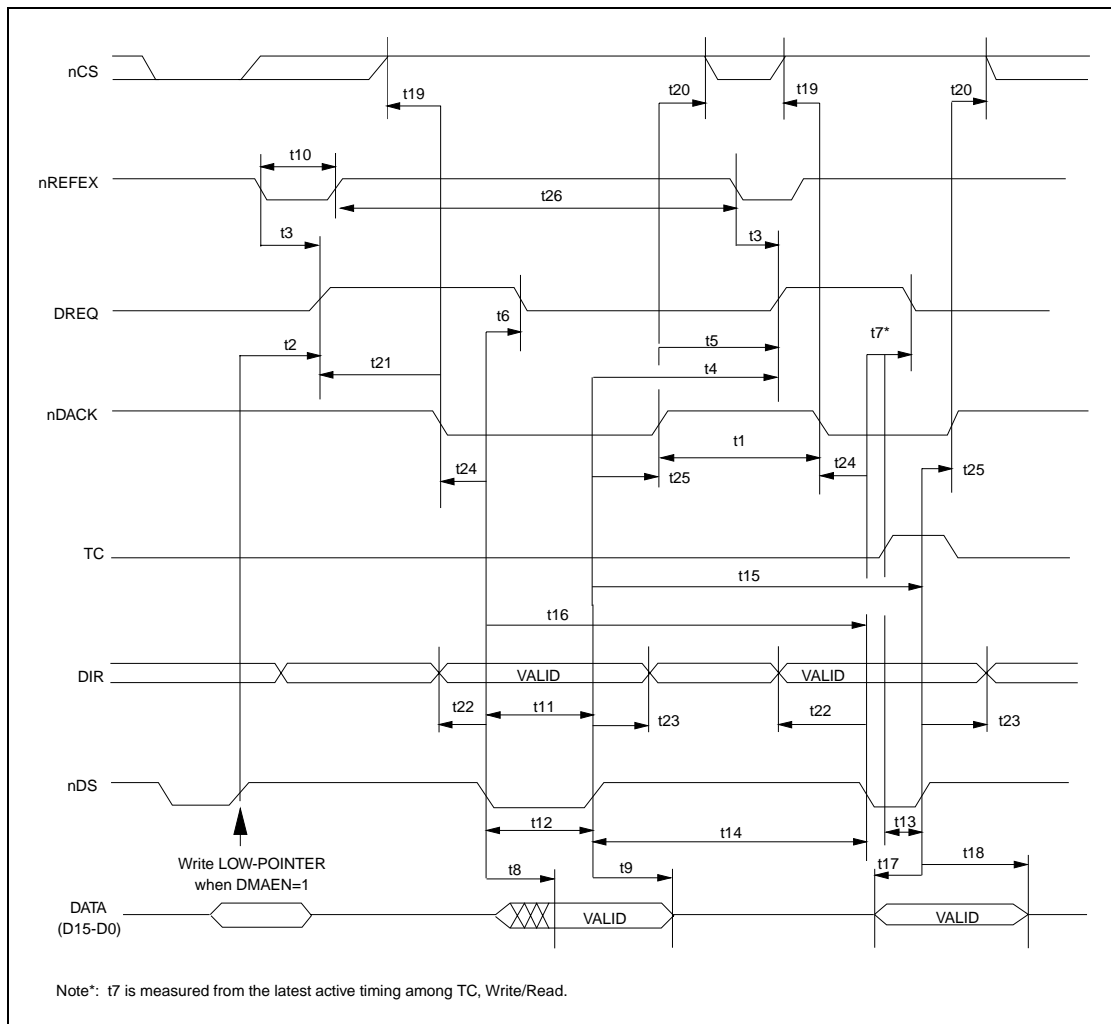 nCS
t19
t20
t19
t20
t10
nREFEX
t26
t3
t3
DREQ
t6
t7*
t2
t5
t21
t4
nDACK
t1
t24
t25
t24
t25
TC
t15
t16
DIR
VALID
VALID
t22
t11
t23
t22
t23
nDS
t12
t14
t13
Write LOW-POINTER
when DMAEN=1
t8
t9
t17
t18
DATA
(D15-D0)
VALID
VALID
Note*: t7 is measured from the latest active timing among TC, Write/Read.